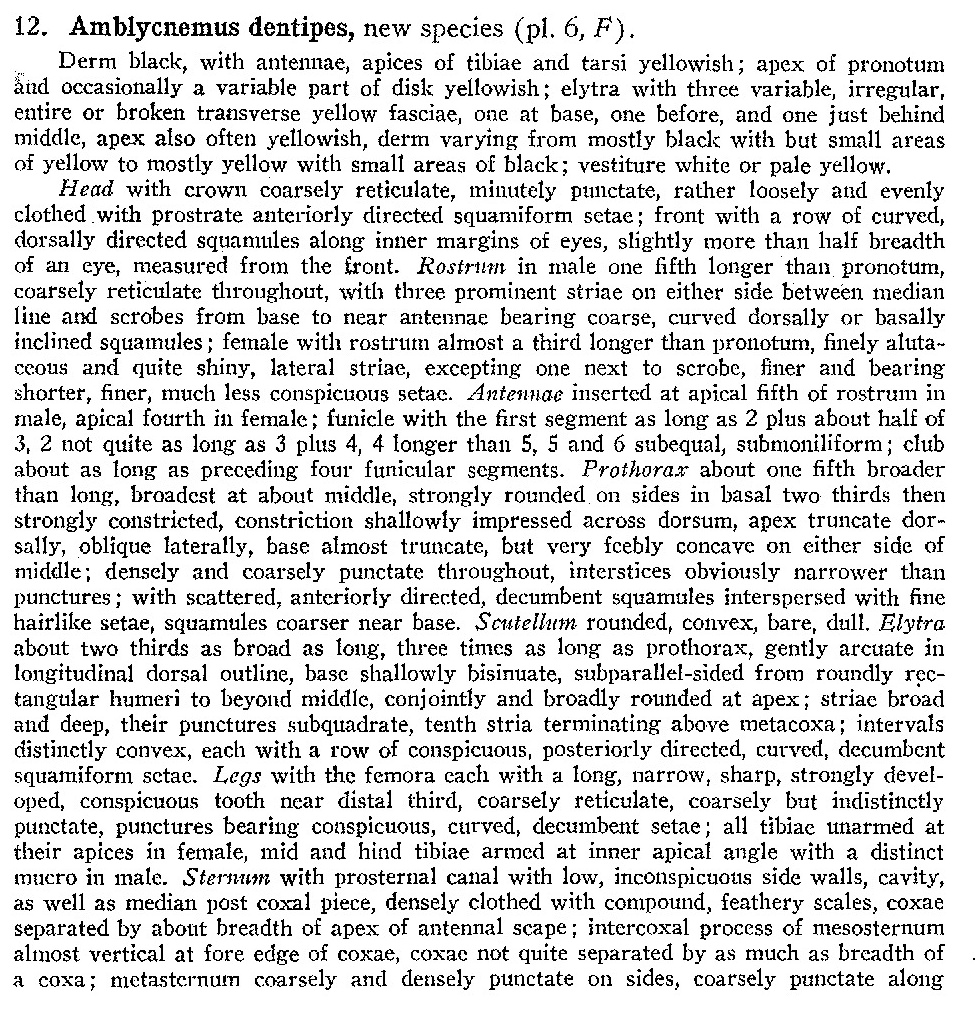 12. Amblycnemus dentipes, new species (pl. 6, F).
Derm black, with antennae, apices of tibiae and tarsi yellowish; apex of pronotum
and occasionally a variable part of disk yellowish; elytra with three variable, irregular,
entire or broken transverse yellow fasciae, one at base, one before, and one just behind
middle, apex also often yellowish, derm varying from mostly black with but small areas
of yellow to mostly yellow with small areas of black; vestiture white or pale yellow.
Head with crown coarsely reticulate, minutely punctate, rather loosely and evenly
clothed with prostrate anteriorly directed squamiform setae; front with a row of curved,
dorsally directed squamules along inner margins of eyes, slightly more than half breadth
of an eye, measured from the front. Rostrum in male one fifth longer than pronotum,
coarsely reticulate throughout, with three prominent striae on either side between median
line and scrobes from base to near antennae bearing coarse, curved dorsally or basally
inclined squamules; female with rostrum almost a third longer than pronotum, finely aluta-
ceous and quite shiny, lateral striae, excepting one next to scrobe, finer and bearing
shorter, finer, much less conspicuous setae. Antennae inserted at apical fifth of rostrum in
male, apical fourth in female; funicle with the first segment as long as 2 plus about half of
3, 2 not quite as long as 3 plus 4, 4 longer than 5, 5 and 6 subequal, submoniliform; club
about as long as preceding four funicular segments. Prothorax about one fifth broader
than long, broadest at about middle, strongly rounded on sides in basal two thirds then
strongly constricted, constriction shallowly impressed across dorsum, apex truncate dor-
sally, oblique laterally, base almost truncate, but very feebly concave on either side of
middle; densely and coarsely punctate throughout, interstices obviously narrower than
punctures; with scattered, anteriorly directed, decumbent squamules interspersed with fine
hairlike setae, squamules coarser near base. Scutellum rounded, convex, bare, dull. Elytra
about two thirds as broad as long, three times as long as prothorax, gently arcuate in
longitudinal dorsal outline, base shallowly bisinuate, subparallel-sided from roundly rec-
tangular humeri to beyond middle, conjointly and broadly rounded at apex; striae broad
and deep, their punctures subquadrate, tenth stria terminating above metacoxa; intervals
distinctly convex, each with a row of conspicuous, posteriorly directed, curved, decumbent
squamiform setae. Legs with the femora each with a long, narrow, sharp, strongly devel-
oped, conspicuous tooth near distal third, coarsely reticulate, coarsely but indistinctly
punctate, punctures bearing conspicuous, curved, decumbent setae; all tibiae unarmed at
their apices in female, mid and hind tibiae armed at inner apical angle with a distinct
mucro in male. Sternum with prosternal canal with low, inconspicuous side walls, cavity,
as well as median post coxal piece, densely clothed with compound, feathery scales, coxae
separated by about breadth of apex of antennal scape; intercoxal process of mesosternum
almost vertical at fore edge of coxae, coxae not quite separated by as much as breadth of
a coxa; metasternum coarsely and densely punctate on sides, coarsely punctate along